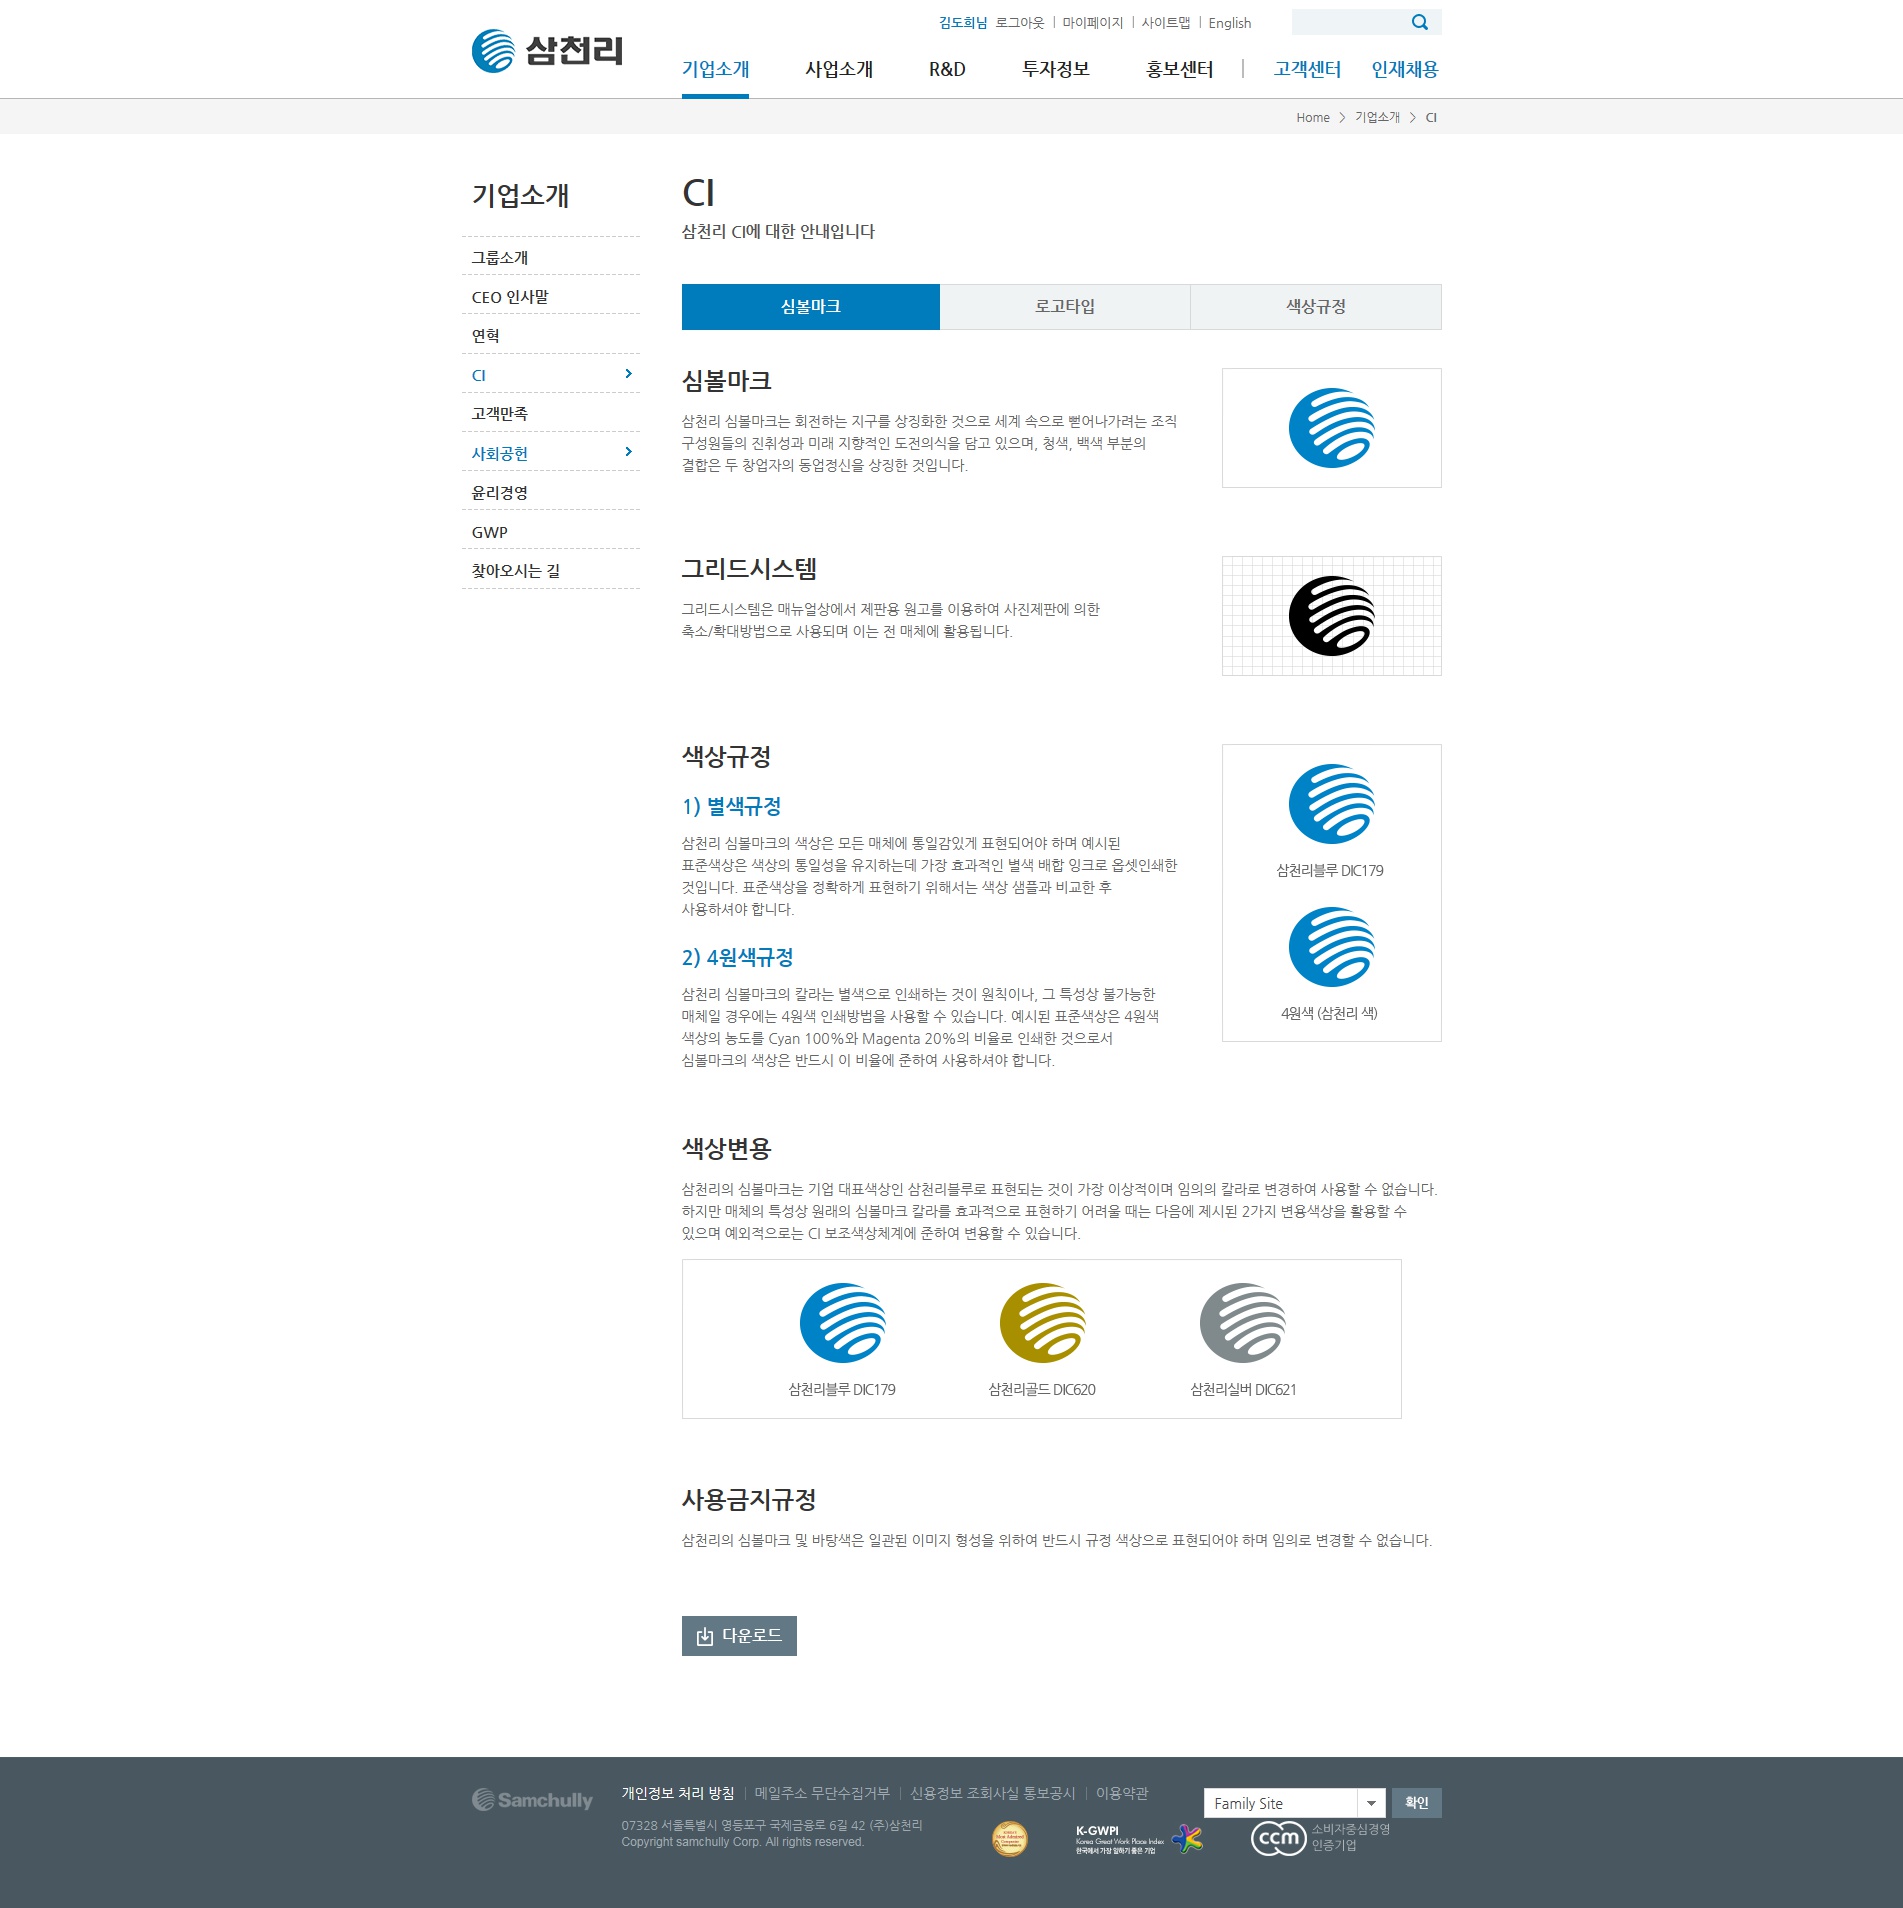 김도희님 로그아웃 마이페이지 사이트맵 English
삼천리
기업소개 사업소개 R&D 투자정보 홍보센터 고객센터 인재채용
Home > 기업소개 > CI
기업소개
그룹소개
CEO 인사말
연혁
CI
고객만족
사회공헌
윤리경영
GWP
찾아오시는 길
CI
삼천리 CI에 대한 안내입니다
심볼마크 로고타입 색상규정
심볼마크
삼천리 심볼마크는 회전하는 지구를 상징화한 것으로 세계 속으로 뻗어나가려는 조직
구성원들의 진취성과 미래 지향적인 도전의식을 담고 있으며, 청색, 백색 부분의
결합은 두 창업자의 동업정신을 상징한 것입니다.
그리드시스템
그리드시스템은 매뉴얼상에서 제판용 원고를 이용하여 사진제판에 의한
축소/확대방법으로 사용되며 이는 전 매체에 활용됩니다.
색상규정
1) 별색규정
삼천리 심볼마크의 색상은 모든 매체에 통일감있게 표현되어야 하며 예시된
표준색상은 색상의 통일성을 유지하는데 가장 효과적인 별색 배합 잉크로 옵셋인쇄한
것입니다. 표준색상을 정확하게 표현하기 위해서는 색상 샘플과 비교한 후
사용하셔야 합니다.
삼천리블루 DIC179
2) 4원색규정
삼천리 심볼마크의 칼라는 별색으로 인쇄하는 것이 원칙이나, 그 특성상 불가능한
매체일 경우에는 4원색 인쇄방법을 사용할 수 있습니다. 예시된 표준색상은 4원색
색상의 농도를 Cyan 100%와 Magenta 20%의 비율로 인쇄한 것으로서
심볼마크의 색상은 반드시 이 비율에 준하여 사용하셔야 합니다.
4원색 (삼천리 색)
색상변용
삼천리의 심볼마크는 기업 대표색상인 삼천리블루로 표현되는 것이 가장 이상적이며 임의의 칼라로 변경하여 사용할 수 없습니다.
하지만 매체의 특성상 원래의 심볼마크 칼라를 효과적으로 표현하기 어려울 때는 다음에 제시된 2가지 변용색상을 활용할 수
있으며 예외적으로는 CI 보조색상체계에 준하여 변용할 수 있습니다.
삼천리블루 DIC179 삼천리골드 DIC620 삼천리실버 DIC621
사용금지규정
삼천리의 심볼마크 및 바탕색은 일관된 이미지 형성을 위하여 반드시 규정 색상으로 표현되어야 하며 임의로 변경할 수 없습니다.
다운로드
Samchully
개인정보 처리 방침 메일주소 무단수집거부 신용정보 조회사실 통보공시 이용약관
Family Site 확인
07328 서울특별시 영등포구 국제금융로 6길 42 (주)삼천리
Copyright samchully Corp. All rights reserved.
K-GWPI
Korea Great Work Place Index
한국에서 가장 일하기 좋은 기업
ccm
소비자중심경영
인증기업